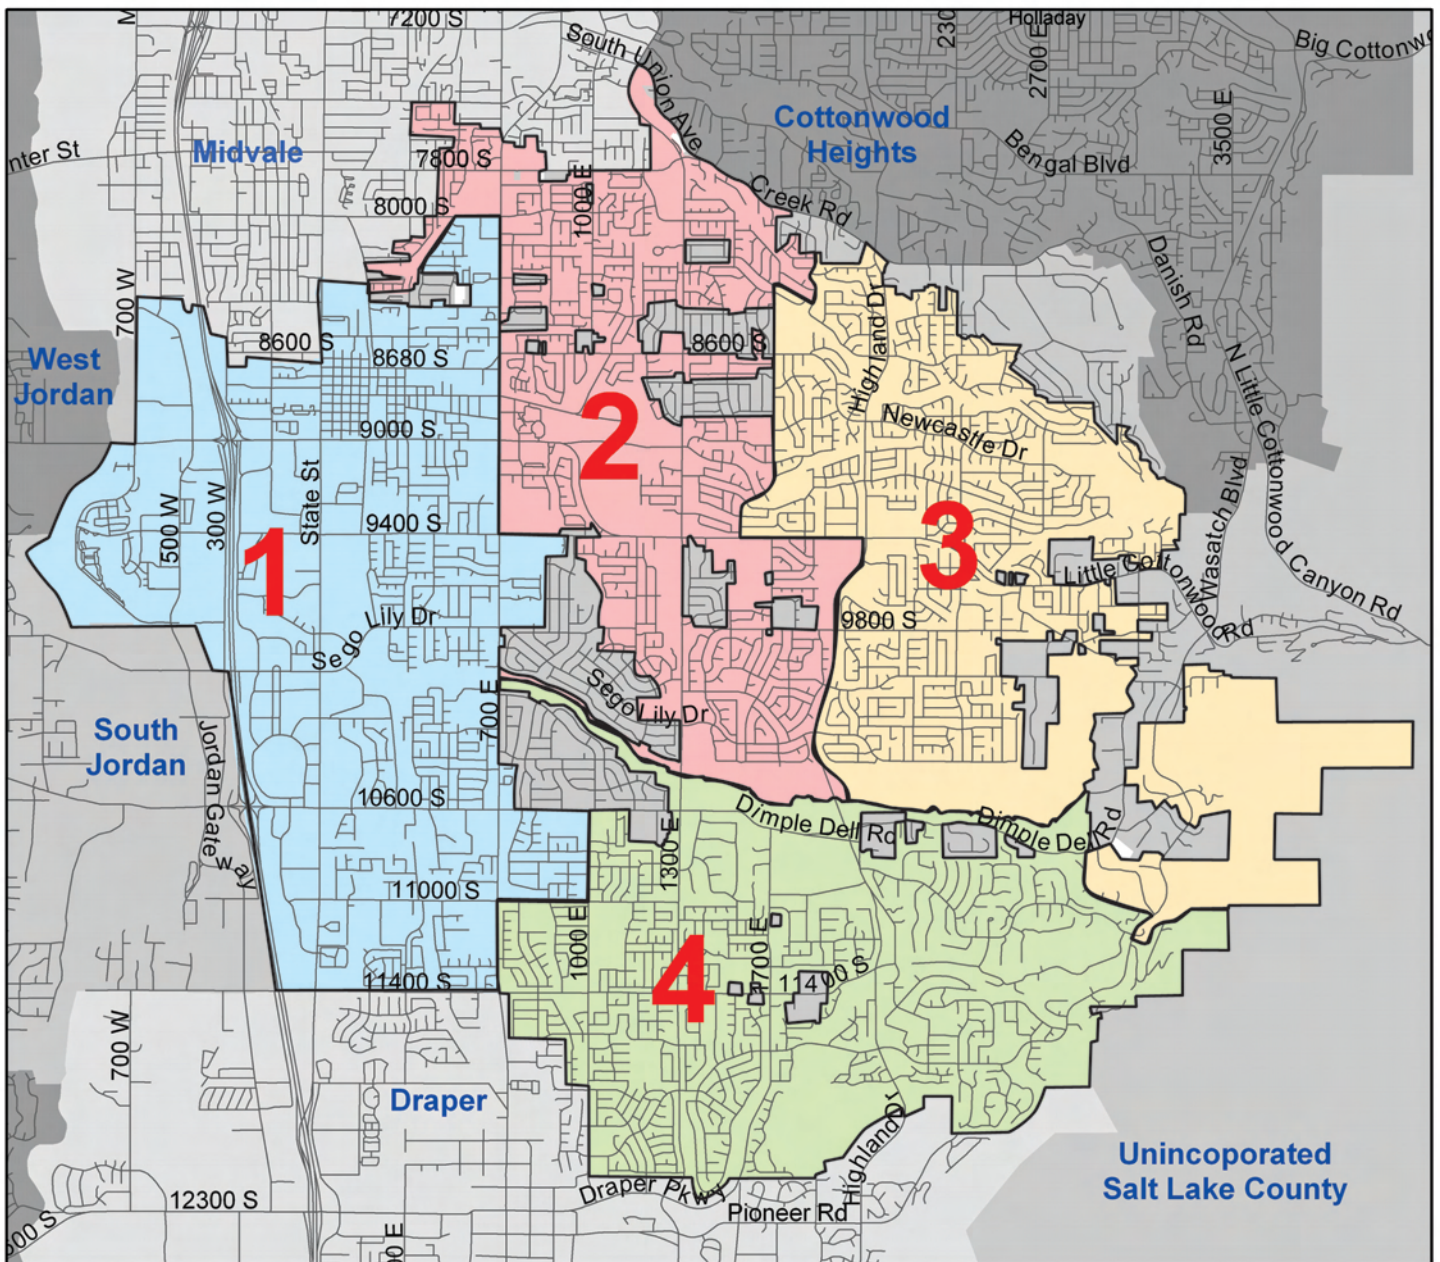 7200 S
South Union Ave
Holladay
2700 E
Big Cottonw
Cottonwood
Heights
3500 E
Bengal Blvd
Midvale
nter St
7800 S
1000 E
8000 S
Creek Rd
Danish Rd
700 W
8600 S
8680 S
8600 S
Highland Dr
West
Jordan
N Little Cottonwood Canyon Rd
2
9000 S
Newcastle Dr
State St
500 W
300 W
9400 S
1
3
Wasatch Blvd
Little Cottonwood Rd
9800 S
Sego Lily Dr
Sego Lily Dr
700 E
South
Jordan
Jordan Gateway
10600 S
Dimple Dell Rd
Dimple Dell Rd
1300 E
11000 S
1000 E
4
1700 E
11400 S
11400 S
700 W
Draper
Highland Dr
Unincoporated
Salt Lake County
12300 S
Draper Pkwy
Pioneer Rd